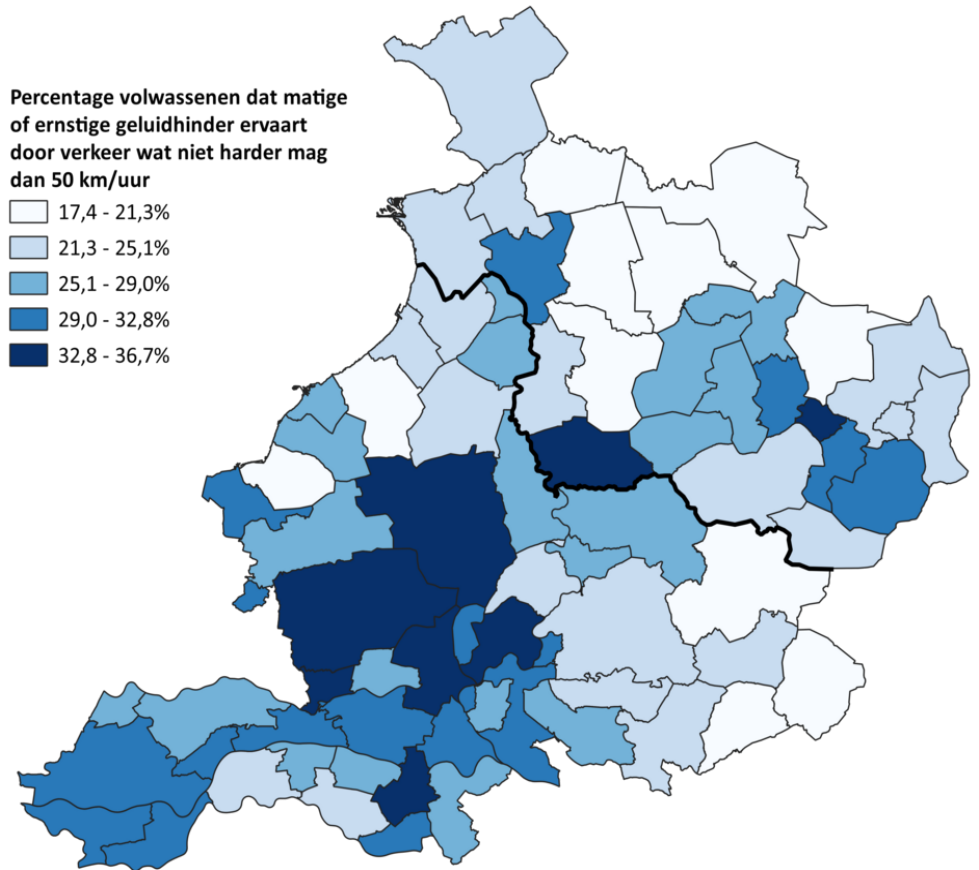 Percentage volwassenen dat matige
of ernstige geluidhinder ervaart
door verkeer wat niet harder mag
dan 50 km/uur
17,4 - 21,3%
21,3 - 25,1%
25,1 - 29,0%
29,0 - 32,8%
32,8 - 36,7%